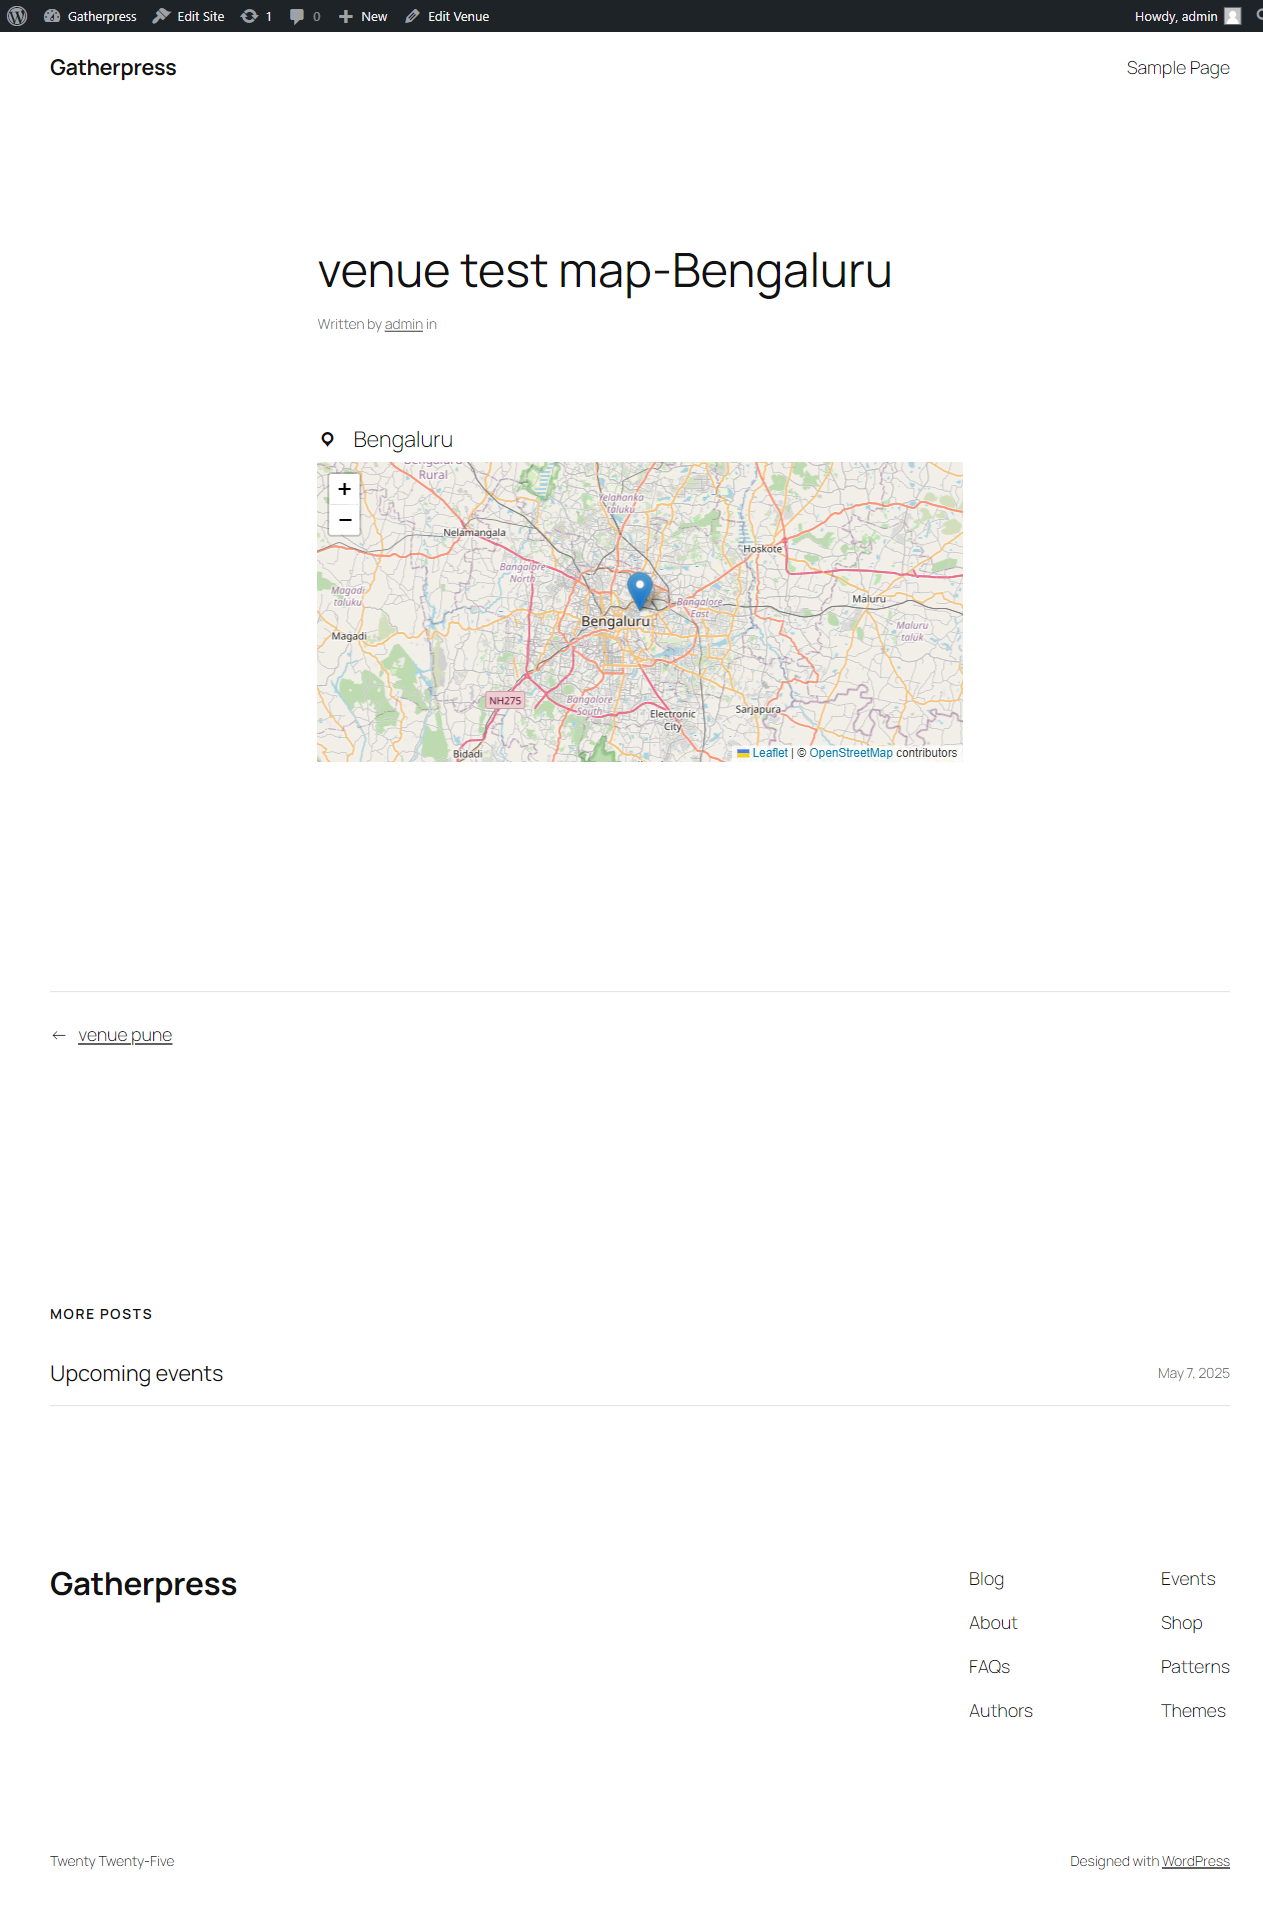 Gatherpress Edit Site 1 0 New Edit Venue Howdy, admin
Gatherpress Sample Page
venue test map-Bengaluru
Written by admin in
Bengaluru
Rural
+
−
Yelahanka
taluku
Nelamangala
Hoskote
Bangalore
North
Magadi
taluku
Bangalore
East
Maluru
Bengaluru
Maluru
taluk
Magadi
NH275
Bangalore
South
Electronic
City
Sarjapura
Bidadi
Leaflet | © OpenStreetMap contributors
← venue pune
MORE POSTS
Upcoming events May 7, 2025
Gatherpress
Blog Events
About Shop
FAQs Patterns
Authors Themes
Twenty Twenty-Five Designed with WordPress